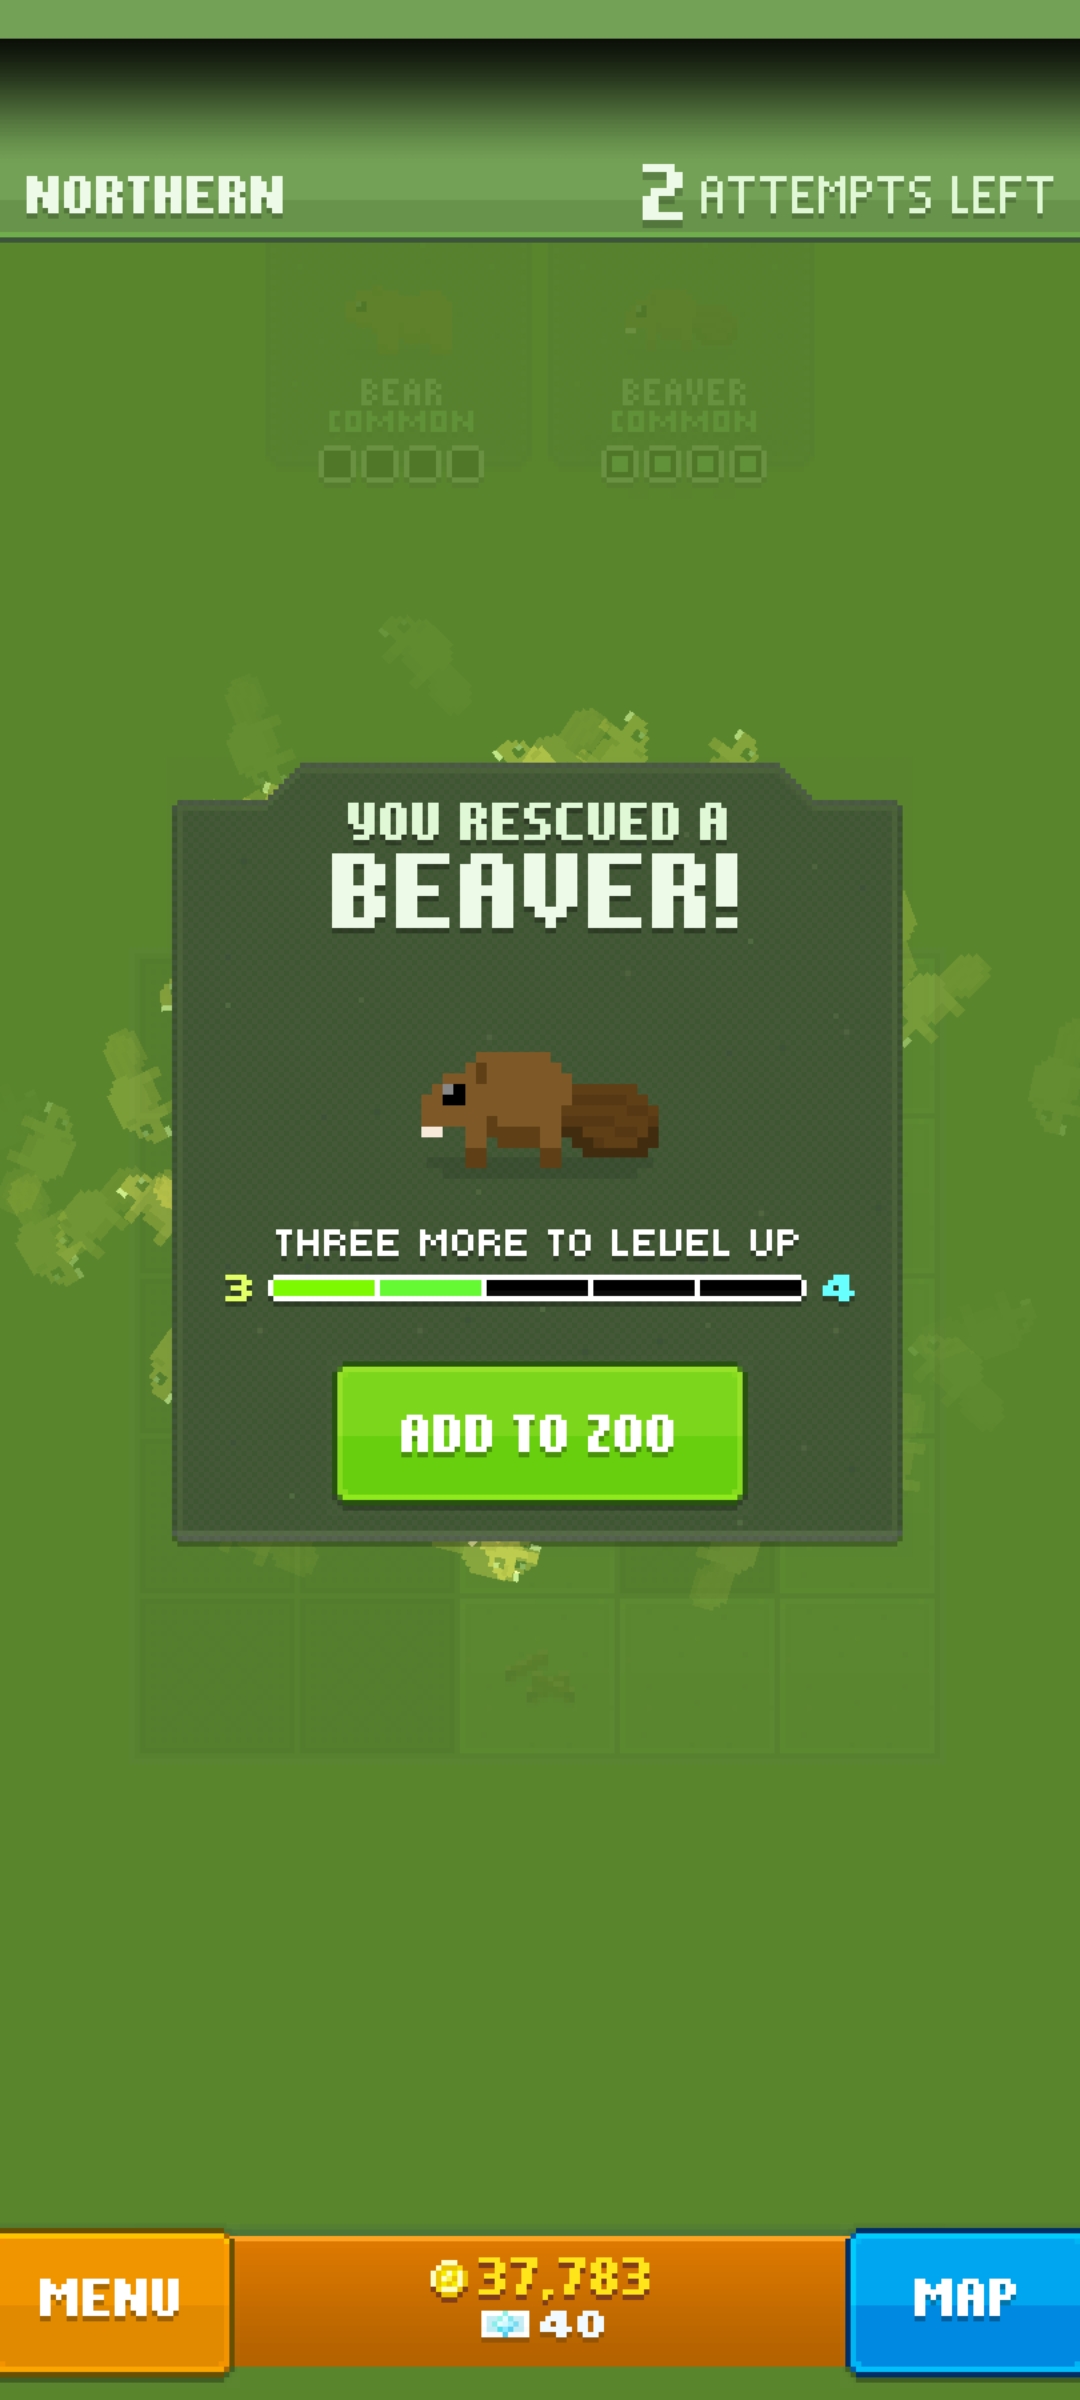 NORTHERN
2 ATTEMPTS LEFT
BEAR
COMMON
BEAVER
COMMON
YOU RESCUED A
BEAVER!
THREE MORE TO LEVEL UP
3
4
ADD TO ZOO
MENU
37,783
40
MAP